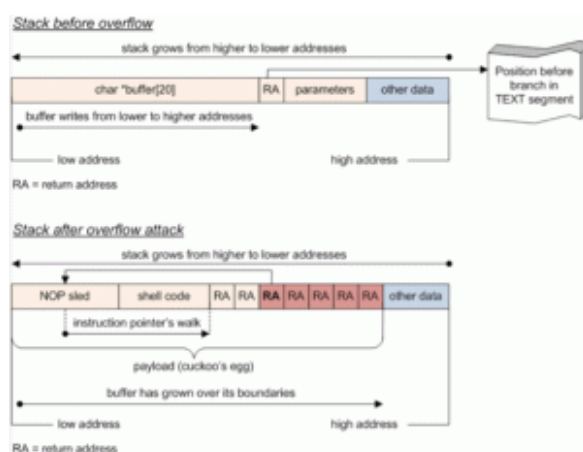 Stack before overflow
stack grows from higher to lower addresses
char *buffer[20]
RA
parameters
other data
Position before
branch in
TEXT segment
buffer writes from lower to higher addresses
low address
high address
RA = return address
Stack after overflow attack
stack grows from higher to lower addresses
NOP sled
shell code
RA
RA
RA
RA
RA
RA
RA
other data
instruction pointer's walk
payload (cuckoo's egg)
buffer has grown over its boundaries
low address
high address
RA = return address